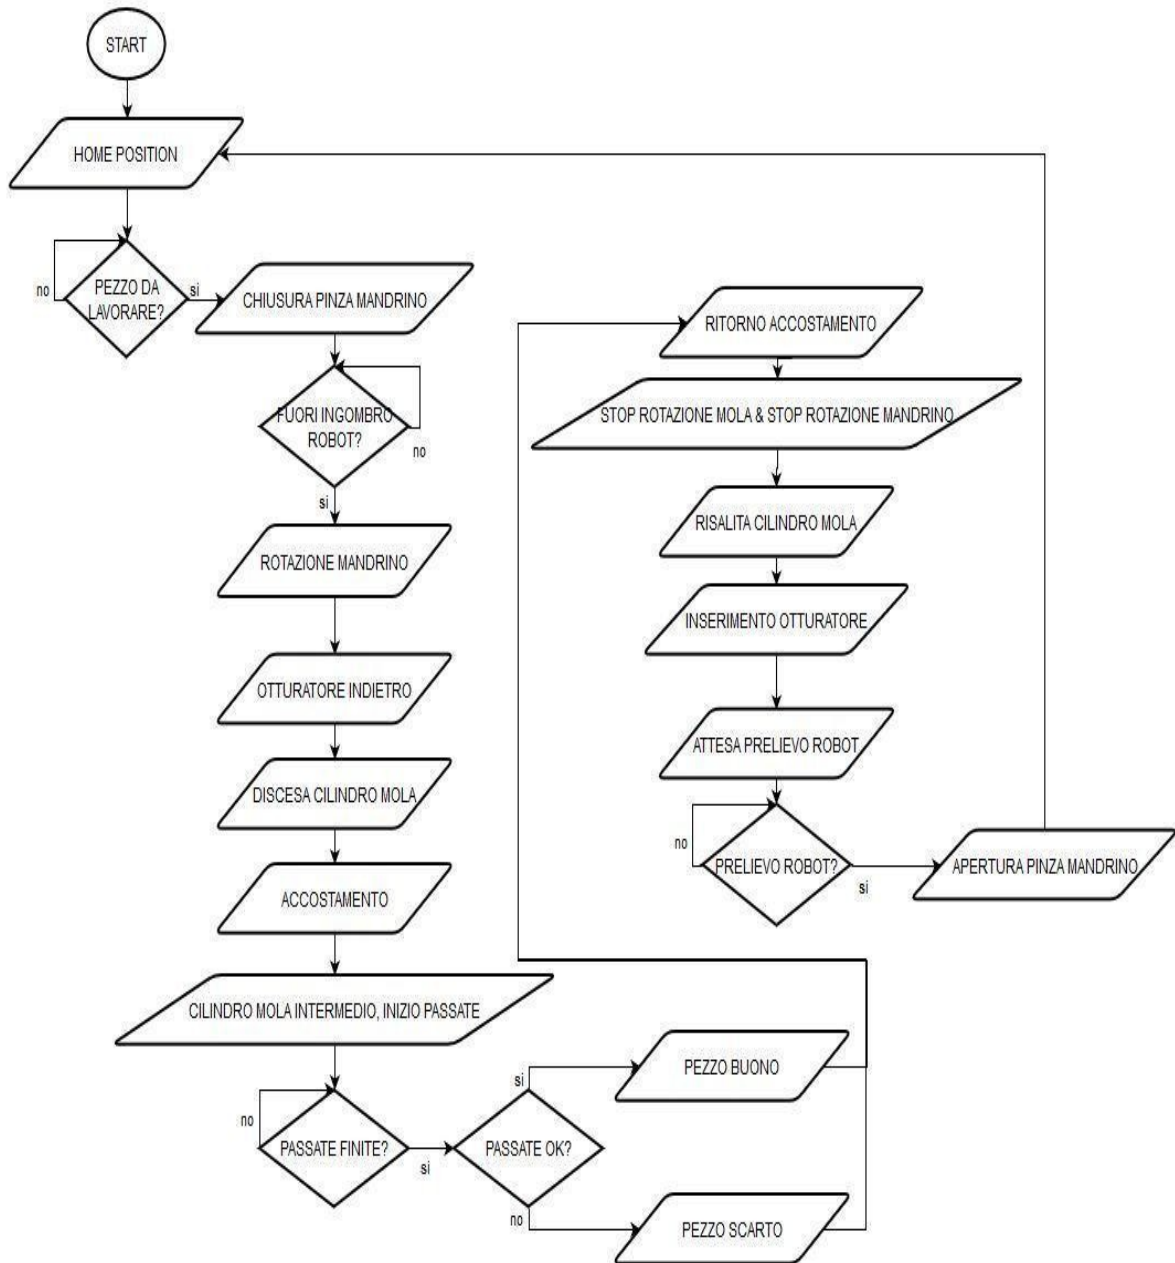 START
HOME POSITION
PEZZO DA
LAVORARE?
no
si
CHIUSURA PINZA MANDRINO
FUORI INGOMBRO
ROBOT?
no
si
ROTAZIONE MANDRINO
OTTURATORE INDIETRO
DISCESA CILINDRO MOLA
ACCOSTAMENTO
CILINDRO MOLA INTERMEDIO, INIZIO PASSATE
PASSATE FINITE?
no
si
PASSATE OK?
si
no
PEZZO BUONO
PEZZO SCARTO
RITORNO ACCOSTAMENTO
STOP ROTAZIONE MOLA & STOP ROTAZIONE MANDRINO
RISALITA CILINDRO MOLA
INSERIMENTO OTTURATORE
ATTESA PRELIEVO ROBOT
PRELIEVO ROBOT?
no
si
APERTURA PINZA MANDRINO